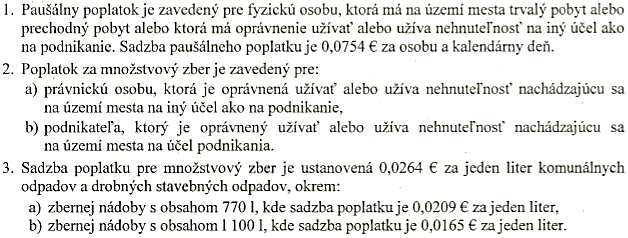 1. Paušálny poplatok je zavedený pre fyzickú osobu, ktorá má na území mesta trvalý pobyt alebo
prechodný pobyt alebo ktorá má oprávnenie užívať alebo užíva nehnuteľnosť na iný účel ako
na podnikanie. Sadzba paušálneho poplatku je 0,0754 € za osobu a kalendárny deň.
2. Poplatok za množstvový zber je zavedený pre:
a) právnickú osobu, ktorá je oprávnená užívať alebo užíva nehnuteľnosť nachádzajúcu sa
na území mesta na iný účel ako na podnikanie,
b) podnikateľa, ktorý je oprávnený užívať alebo užíva nehnuteľnosť nachádzajúcu sa
na území mesta na účel podnikania.
3. Sadzba poplatku pre množstvový zber je ustanovená 0,0264 € za jeden liter komunálnych
odpadov a drobných stavebných odpadov, okrem:
a) zbernej nádoby s obsahom 770 l, kde sadzba poplatku je 0,0209 € za jeden liter,
b) zbernej nádoby s obsahom 1 100 l, kde sadzba poplatku je 0,0165 € za jeden liter.